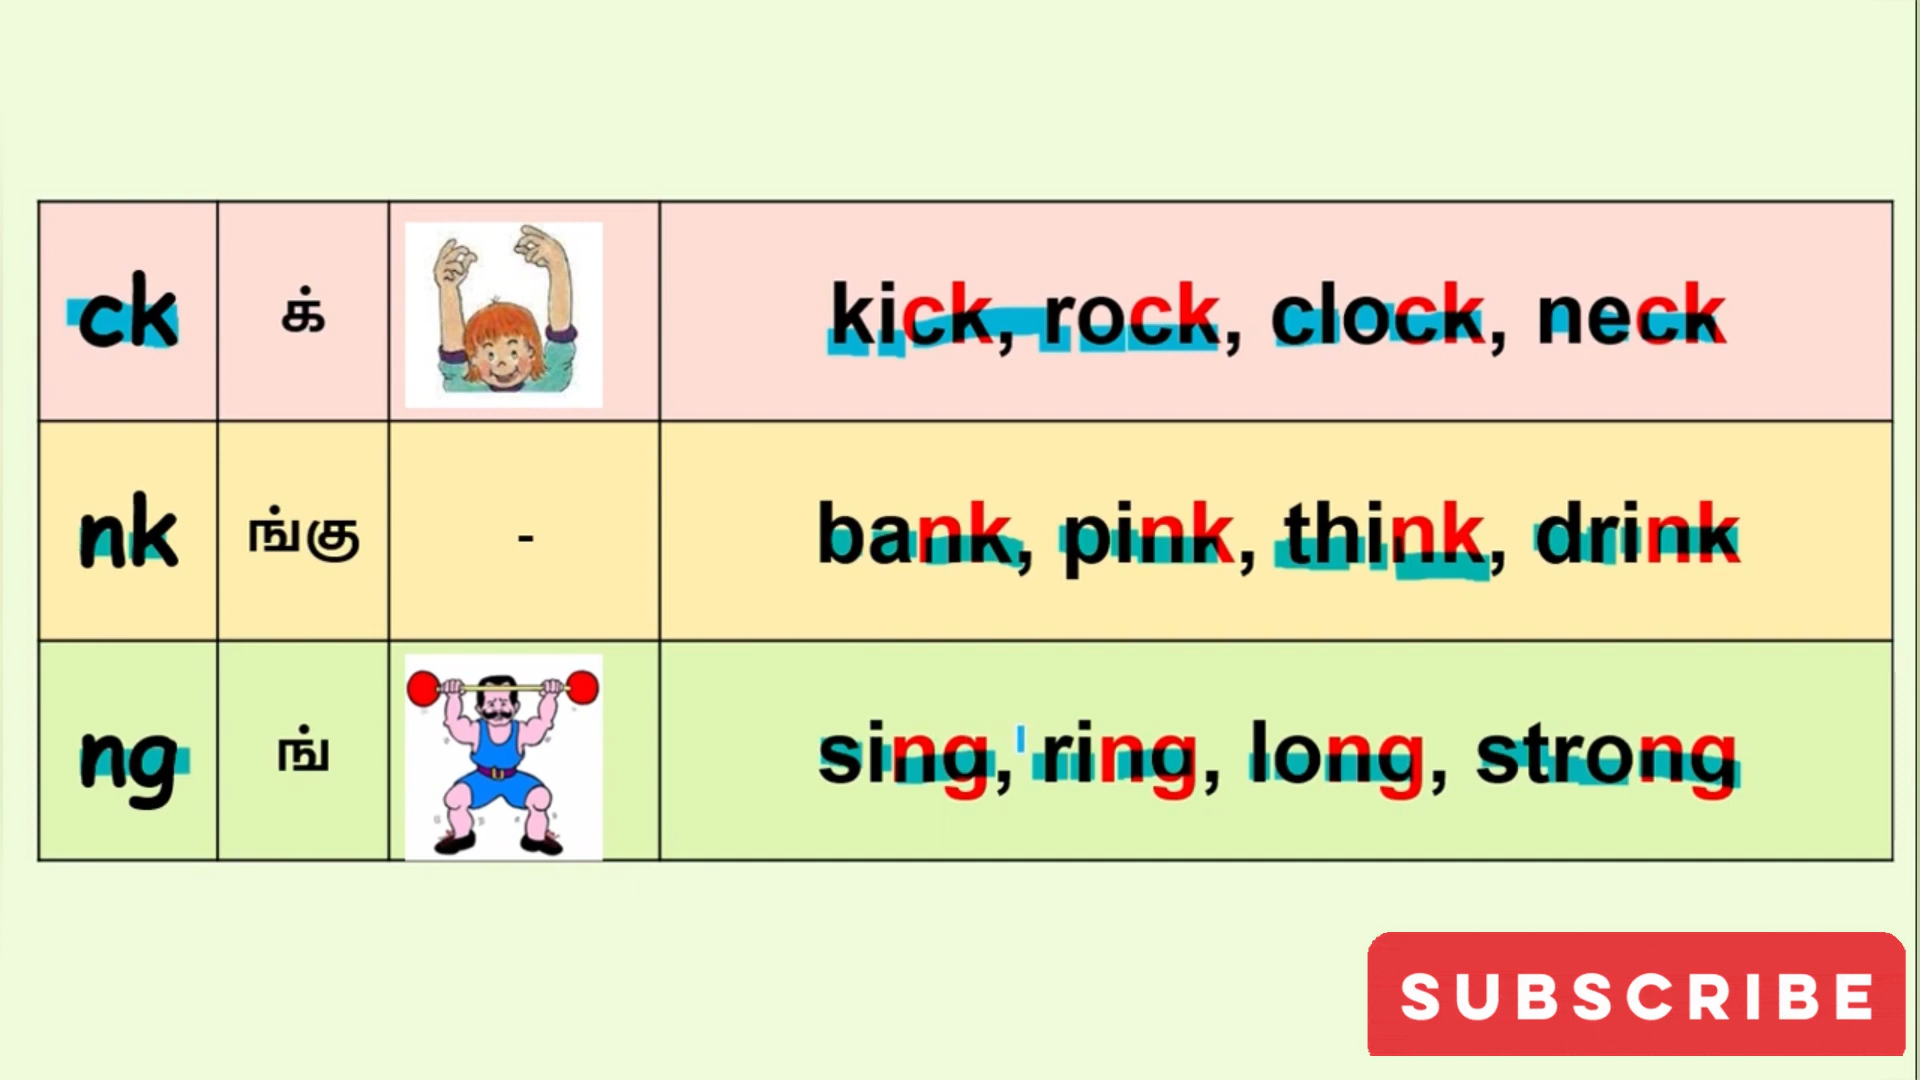 ck க் kick, rock, clock, neck
nk ங்கு - bank, pink, think, drink
ng ங் sing, ring, long, strong
SUBSCRIBE